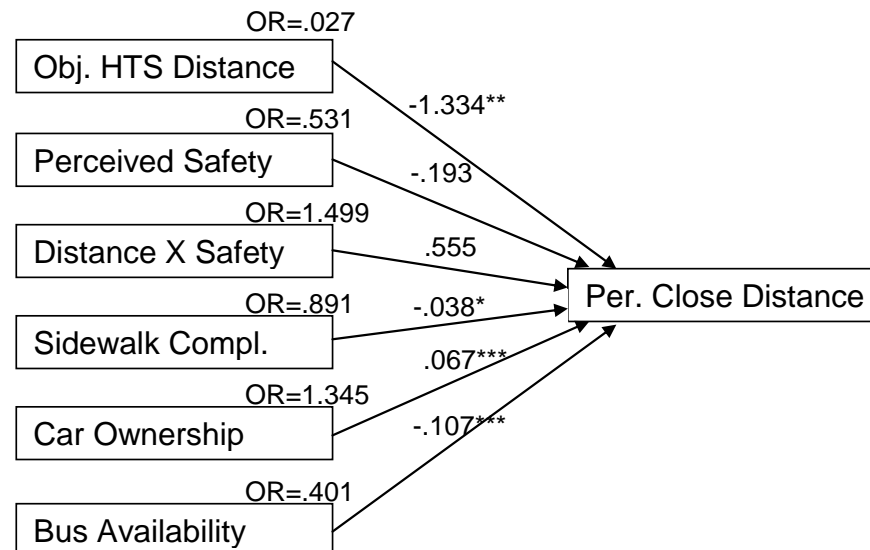 OR=.027
Obj. HTS Distance
-1.334**
OR=.531
Perceived Safety
-.193
OR=1.499
Distance X Safety
.555
Per. Close Distance
OR=.891
Sidewalk Compl.
-.038*
.067***
OR=1.345
Car Ownership
-.107***
OR=.401
Bus Availability